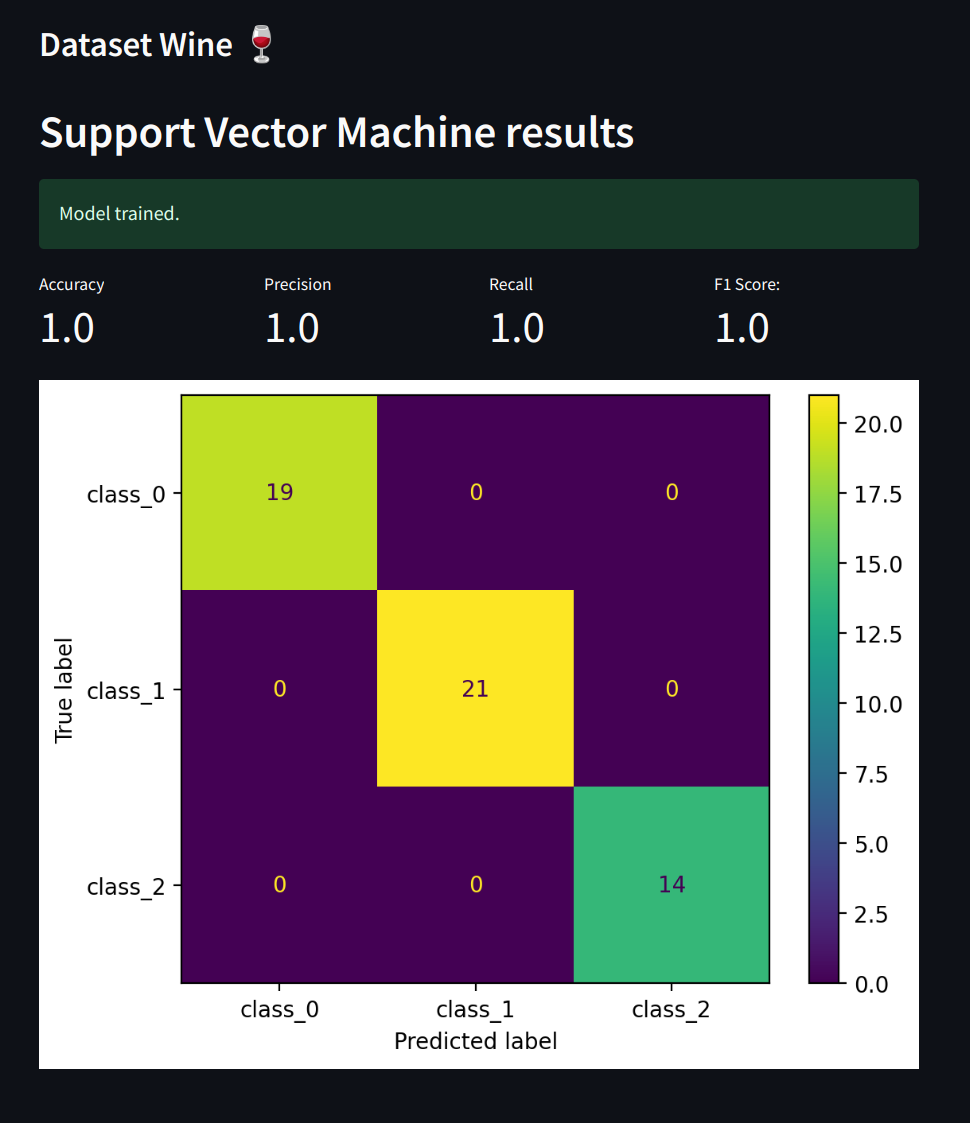 Dataset Wine 🍷
Support Vector Machine results
Model trained.
Accuracy Precision Recall F1 Score:
1.0 1.0 1.0 1.0
20.0
17.5
15.0
12.5
10.0
7.5
5.0
2.5
0.0
True label
class_0 19 0 0
class_1 0 21 0
class_2 0 0 14
class_0 class_1 class_2
Predicted label